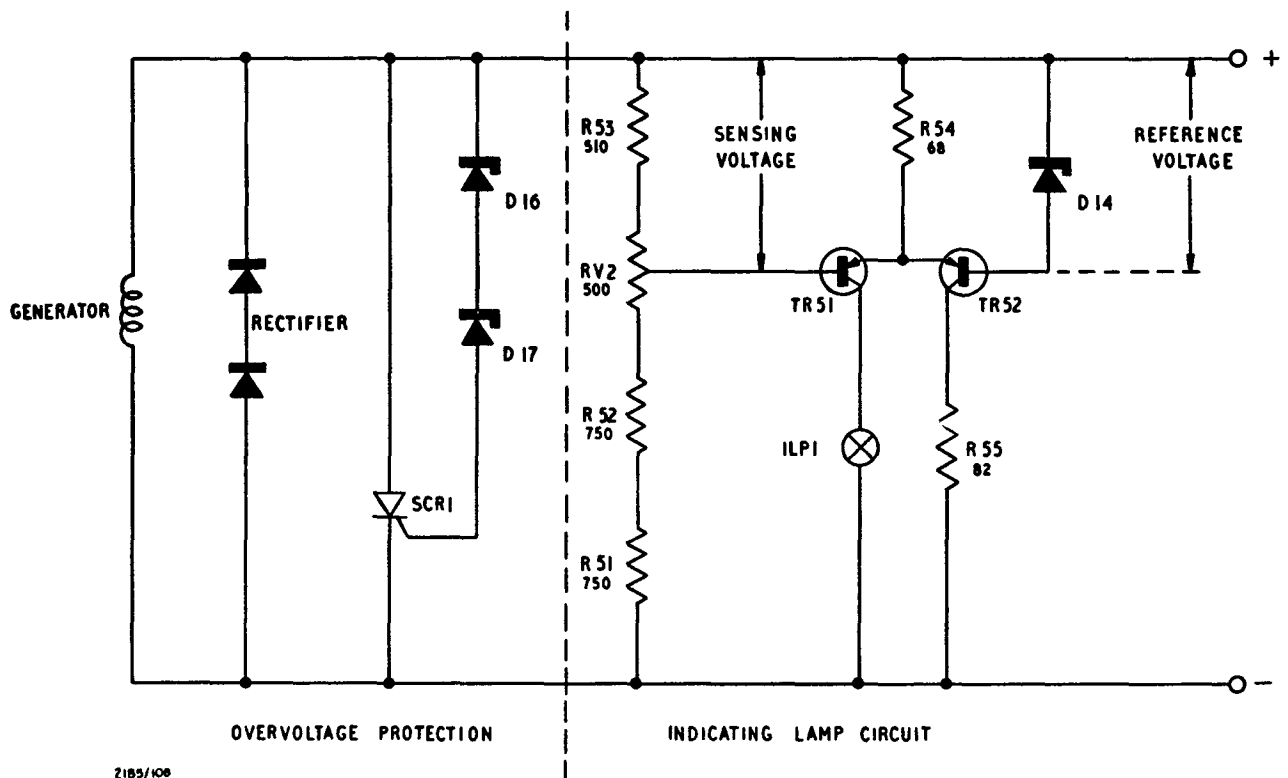 +
R53
510
SENSING
VOLTAGE
R54
68
REFERENCE
VOLTAGE
D16
D14
GENERATOR
RECTIFIER
RV2
500
TR51
TR52
D17
R52
750
ILP1
R55
82
SCR1
R51
750
-
OVERVOLTAGE PROTECTION
INDICATING LAMP CIRCUIT
2185/108